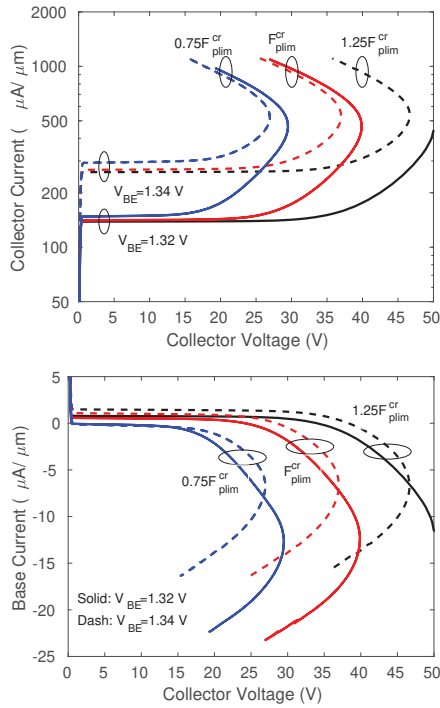 0.75F^cr_plim F^cr_plim 1.25F^cr_plim
1000
500
200
100
50
V_BE=1.34 V
V_BE=1.32 V
0 5 10 15 20 25 30 35 40 45 50
Collector Voltage (V)
Collector Current ( μA/ μm)
5
0
-5
-10
-15
-20
-25
1.25F^cr_plim
0.75F^cr_plim F^cr_plim
Solid: V_BE=1.32 V
Dash: V_BE=1.34 V
0 5 10 15 20 25 30 35 40 45 50
Collector Voltage (V)
Base Current ( μA/ μm)